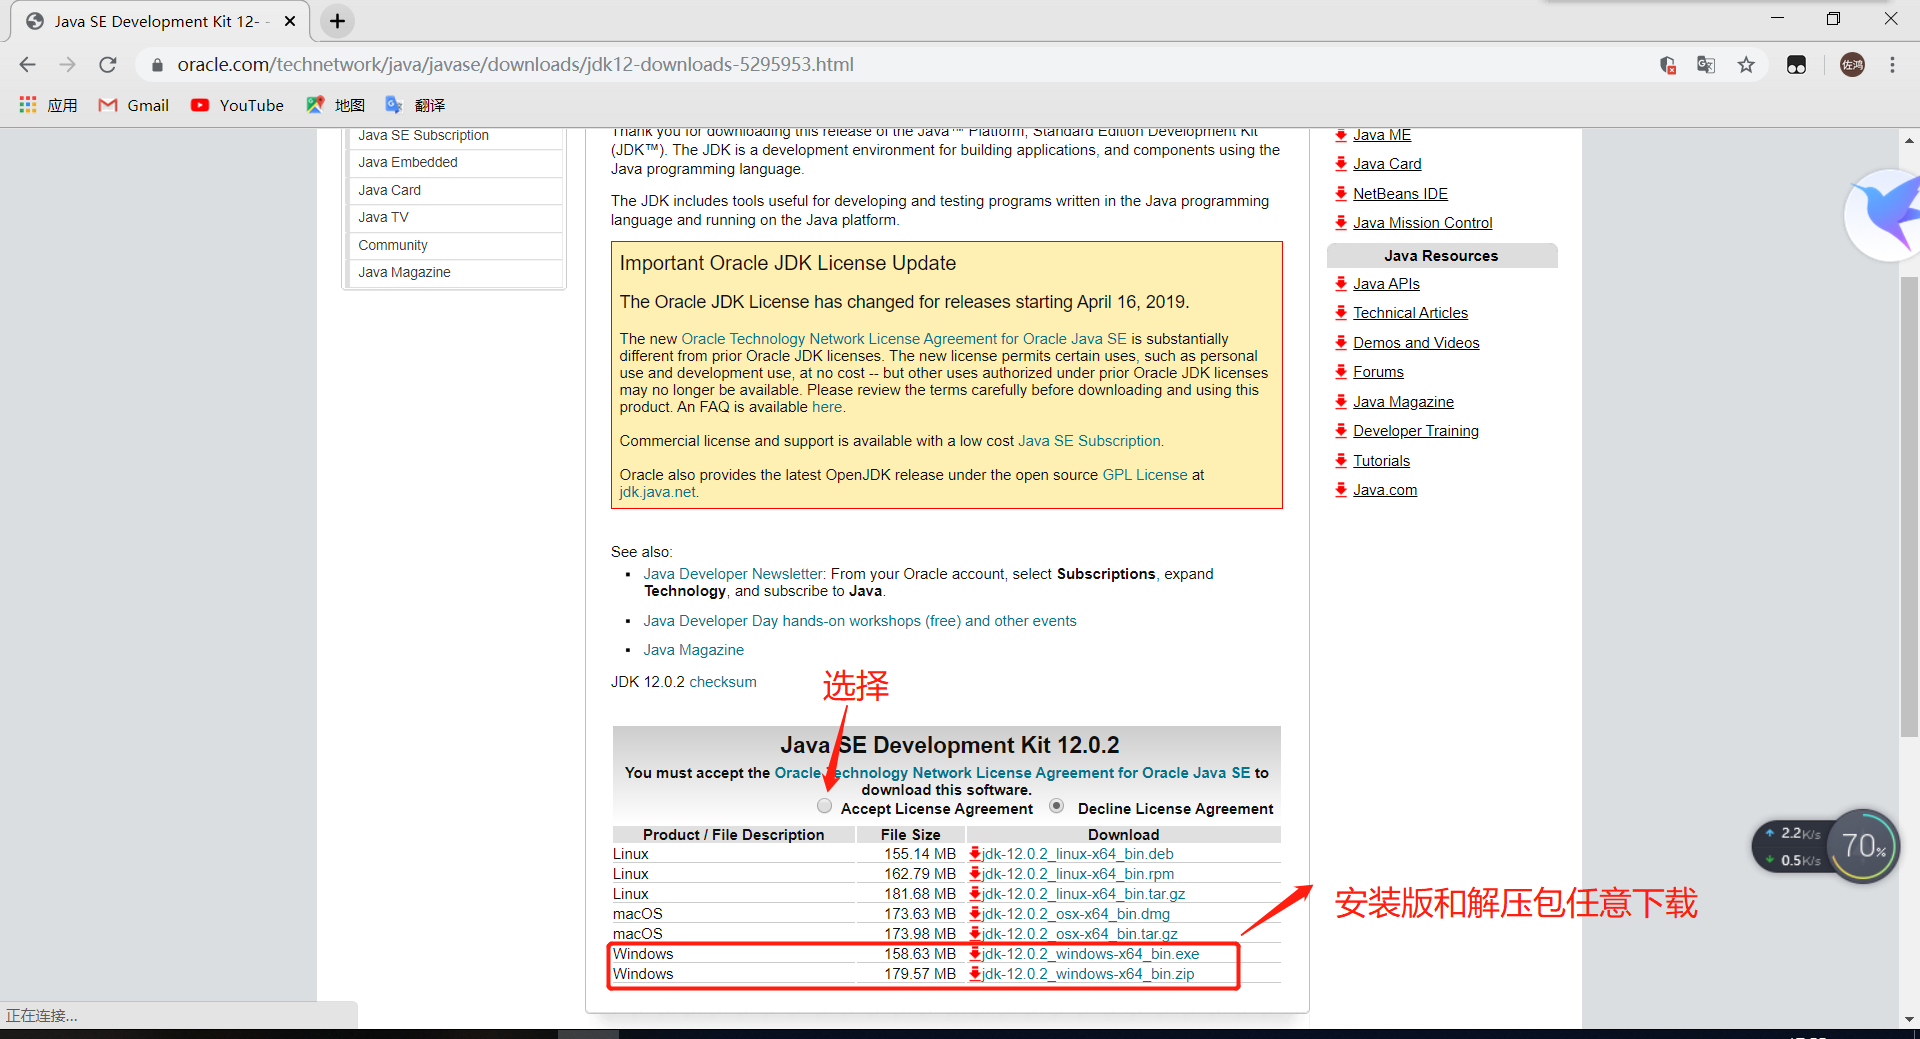 Java SE Development Kit 12- -
oracle.com/technetwork/java/javase/downloads/jdk12-downloads-5295953.html
佐鸿
应用 Gmail YouTube 地图 翻译
Java SE Subscription
Java Embedded
Java Card
Java TV
Community
Java Magazine
Thank you for downloading this release of the Java™ Platform, Standard Edition Development Kit
(JDK™). The JDK is a development environment for building applications, and components using the
Java programming language.
The JDK includes tools useful for developing and testing programs written in the Java programming
language and running on the Java platform.
Important Oracle JDK License Update
The Oracle JDK License has changed for releases starting April 16, 2019.
The new Oracle Technology Network License Agreement for Oracle Java SE is substantially
different from prior Oracle JDK licenses. The new license permits certain uses, such as personal
use and development use, at no cost -- but other uses authorized under prior Oracle JDK licenses
may no longer be available. Please review the terms carefully before downloading and using this
product. An FAQ is available here.
Commercial license and support is available with a low cost Java SE Subscription.
Oracle also provides the latest OpenJDK release under the open source GPL License at
jdk.java.net.
See also:
Java Developer Newsletter: From your Oracle account, select Subscriptions, expand
Technology, and subscribe to Java.
Java Developer Day hands-on workshops (free) and other events
Java Magazine
JDK 12.0.2 checksum
选择
Java SE Development Kit 12.0.2
You must accept the Oracle Technology Network License Agreement for Oracle Java SE to
download this software.
Accept License Agreement Decline License Agreement
Product / File Description File Size Download
Linux 155.14 MB jdk-12.0.2_linux-x64_bin.deb
Linux 162.79 MB jdk-12.0.2_linux-x64_bin.rpm
Linux 181.68 MB jdk-12.0.2_linux-x64_bin.tar.gz
macOS 173.63 MB jdk-12.0.2_osx-x64_bin.dmg
macOS 173.98 MB jdk-12.0.2_osx-x64_bin.tar.gz
Windows 158.63 MB jdk-12.0.2_windows-x64_bin.exe
Windows 179.57 MB jdk-12.0.2_windows-x64_bin.zip
安装版和解压包任意下载
Java ME
Java Card
NetBeans IDE
Java Mission Control
Java Resources
Java APIs
Technical Articles
Demos and Videos
Forums
Java Magazine
Developer Training
Tutorials
Java.com
2.2K/s
0.5K/s
70%
正在连接...